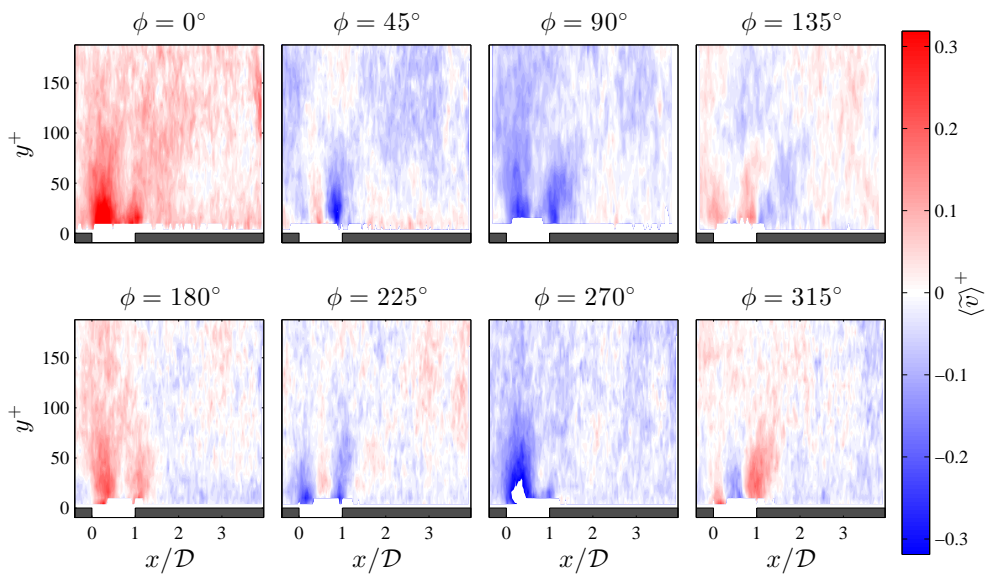 ϕ = 0° ϕ = 45° ϕ = 90° ϕ = 135°
y⁺
150
100
50
0
0.3
0.2
0.1
0
−0.1
−0.2
−0.3
⟨ṽ⟩⁺
ϕ = 180° ϕ = 225° ϕ = 270° ϕ = 315°
y⁺
150
100
50
0
0 1 2 3 0 1 2 3 0 1 2 3 0 1 2 3
x/𝒟 x/𝒟 x/𝒟 x/𝒟